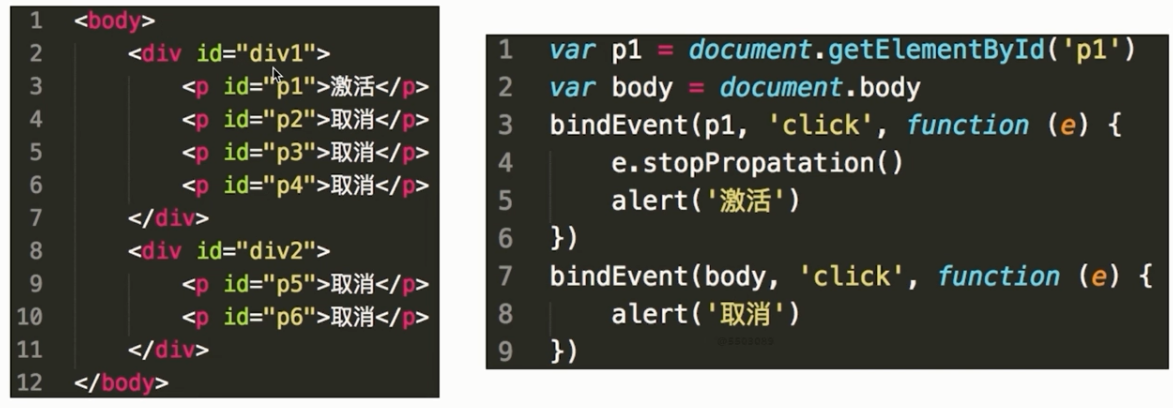 1 <body>
2 <div id="div1">
3 <p id="p1">激活</p>
4 <p id="p2">取消</p>
5 <p id="p3">取消</p>
6 <p id="p4">取消</p>
7 </div>
8 <div id="div2">
9 <p id="p5">取消</p>
10 <p id="p6">取消</p>
11 </div>
12 </body>
1 var p1 = document.getElementById('p1')
2 var body = document.body
3 bindEvent(p1, 'click', function (e) {
4 e.stopPropatation()
5 alert('激活')
6 })
7 bindEvent(body, 'click', function (e) {
8 alert('取消')
9 })